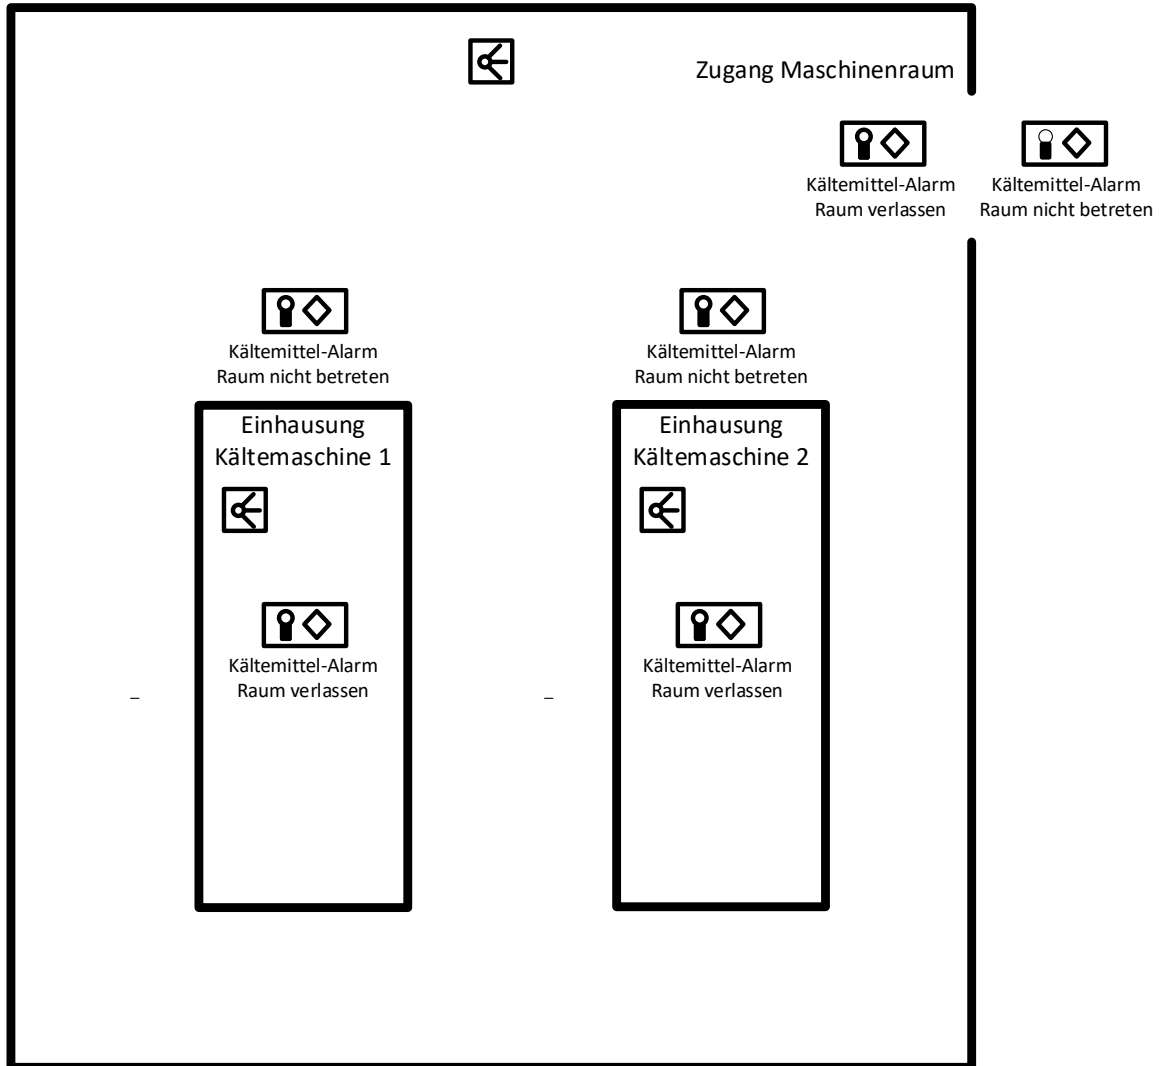 Zugang Maschinenraum
Kältemittel-Alarm
Raum verlassen
Kältemittel-Alarm
Raum nicht betreten
Kältemittel-Alarm
Raum nicht betreten
Kältemittel-Alarm
Raum nicht betreten
Einhausung
Kältemaschine 1
Einhausung
Kältemaschine 2
Kältemittel-Alarm
Raum verlassen
Kältemittel-Alarm
Raum verlassen